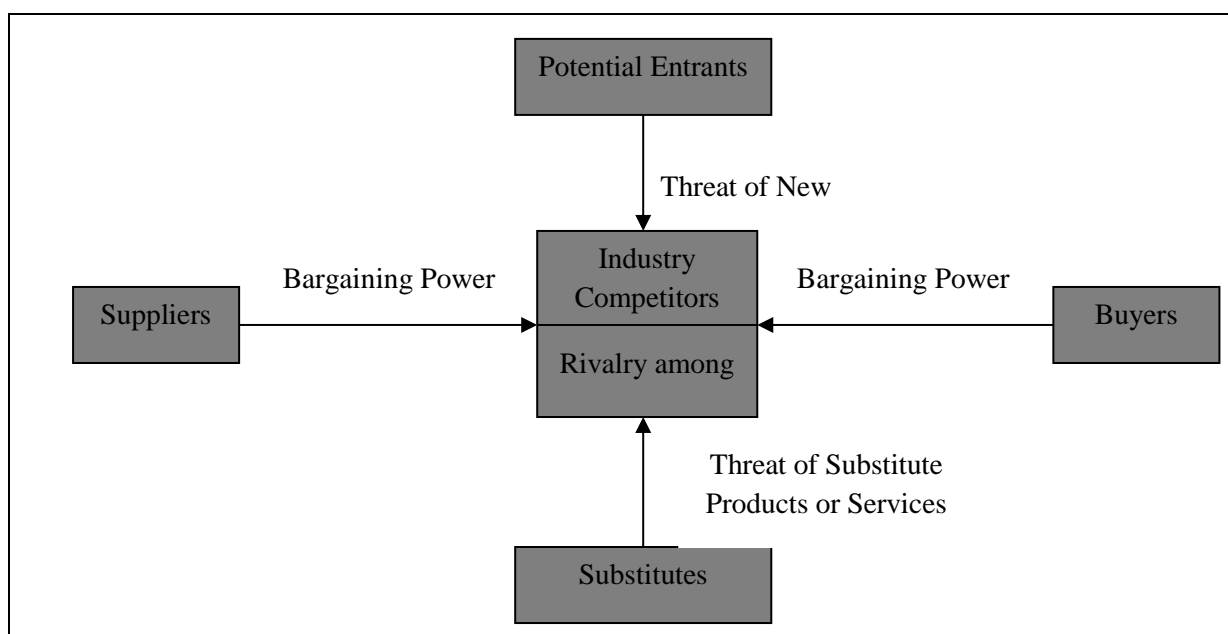 Potential Entrants
Threat of New
Industry
Competitors
Bargaining Power
Bargaining Power
Suppliers
Buyers
Rivalry among
Threat of Substitute
Products or Services
Substitutes